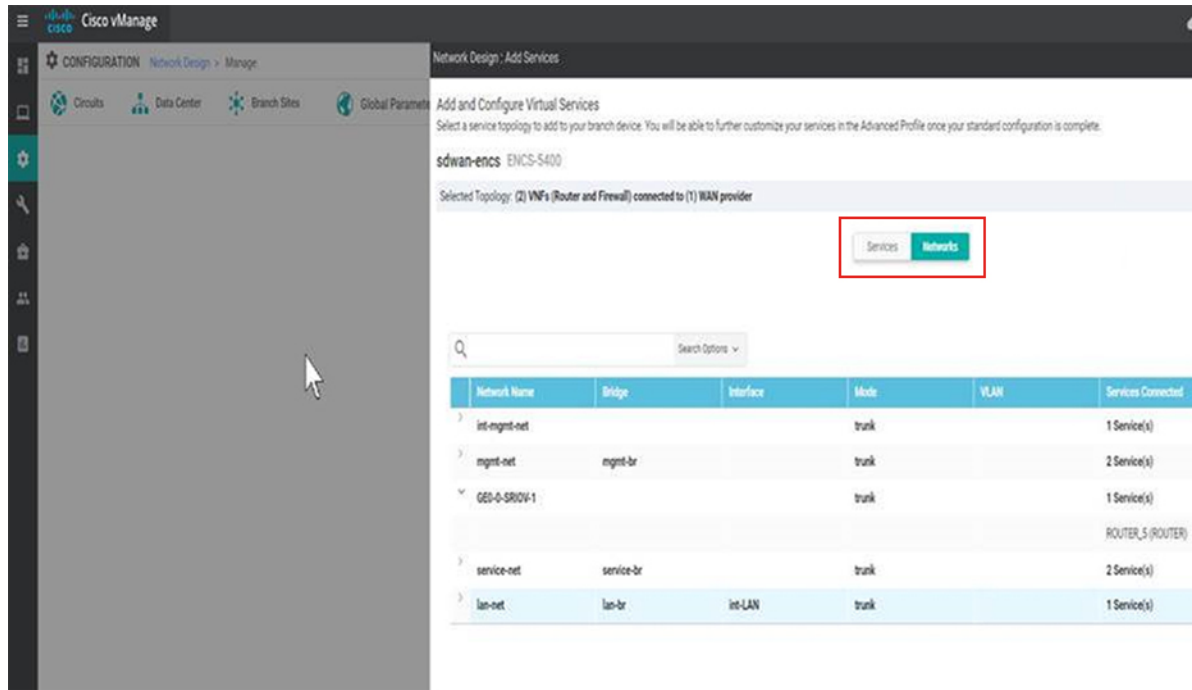 cisco Cisco vManage
CONFIGURATION Network Design > Manage
Network Design : Add Services
Circuits Data Center Branch Sites Global Paramete
Add and Configure Virtual Services
Select a service topology to add to your branch device. You will be able to further customize your services in the Advanced Profile once your standard configuration is complete.
sdwan-encs ENCS-5400
Selected Topology: (2) VNFs (Router and Firewall) connected to (1) WAN provider
Services Networks
Search Options
Network Name Bridge Interface Mode VLAN Services Connected
int-mgmt-net trunk 1 Service(s)
mgmt-net mgmt-br trunk 2 Service(s)
GE0-0-SRIOV-1 trunk 1 Service(s)
ROUTER_5 (ROUTER)
service-net service-br trunk 2 Service(s)
lan-net lan-br int-LAN trunk 1 Service(s)